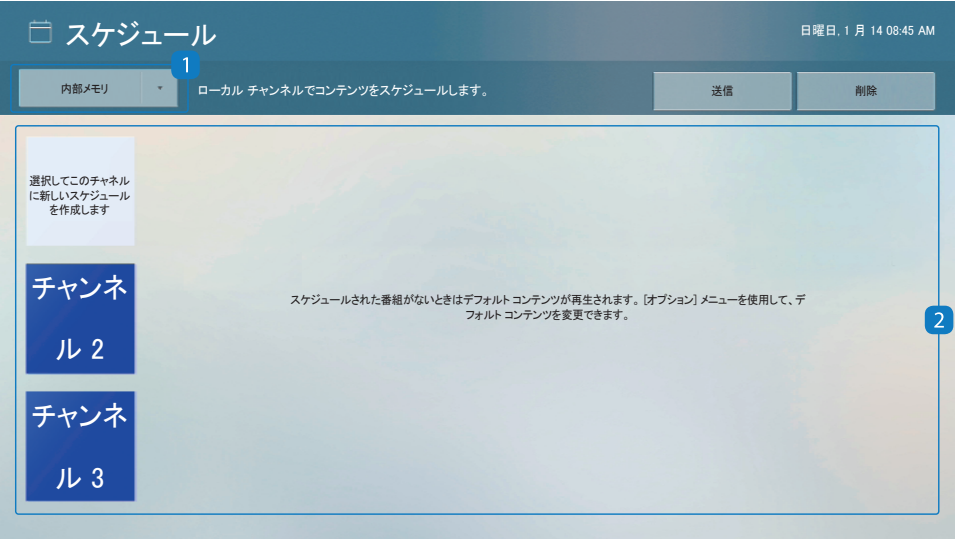 スケジュール
日曜日, 1 月 14 08:45 AM
1
内部メモリ
ローカル チャンネルでコンテンツをスケジュールします。
送信
削除
選択してこのチャネル
に新しいスケジュール
を作成します
チャンネ
ル 2
スケジュールされた番組がないときはデフォルト コンテンツが再生されます。[オプション] メニューを使用して、デ
フォルト コンテンツを変更できます。
2
チャンネ
ル 3